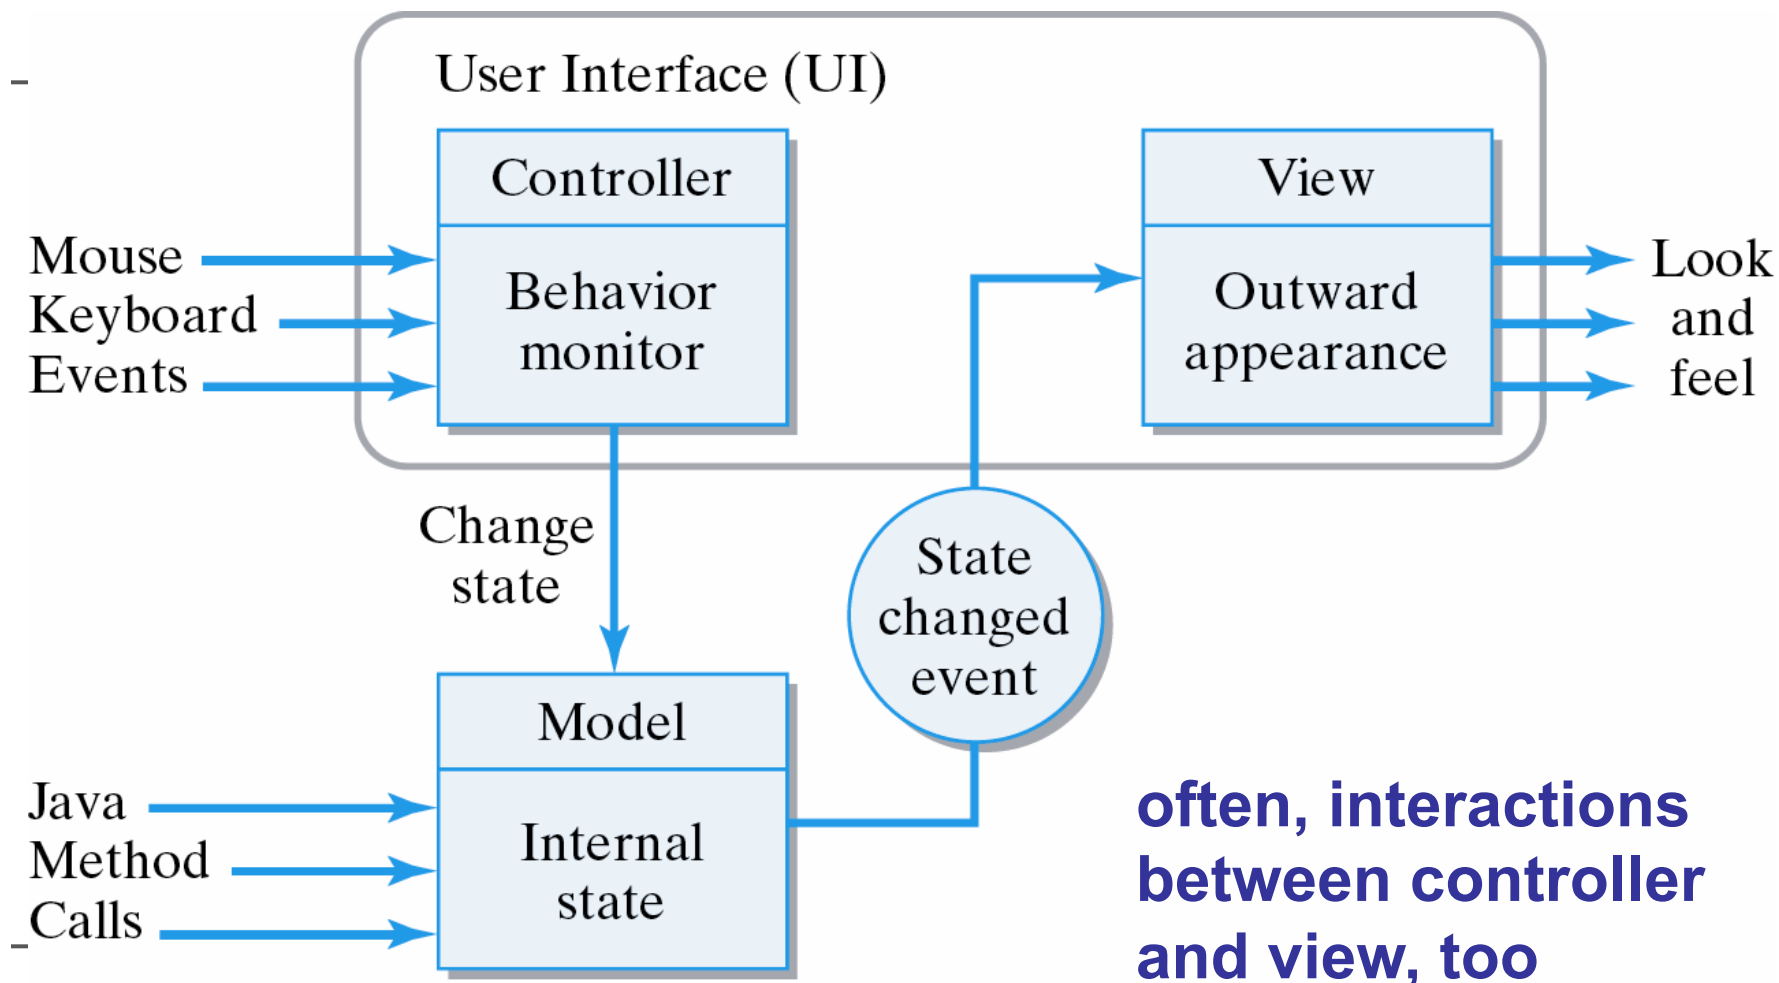 User Interface (UI)
Controller
Behavior
monitor
View
Outward
appearance
Mouse
Keyboard
Events
Look
and
feel
Change
state
State
changed
event
Model
Internal
state
Java
Method
Calls
often, interactions
between controller
and view, too